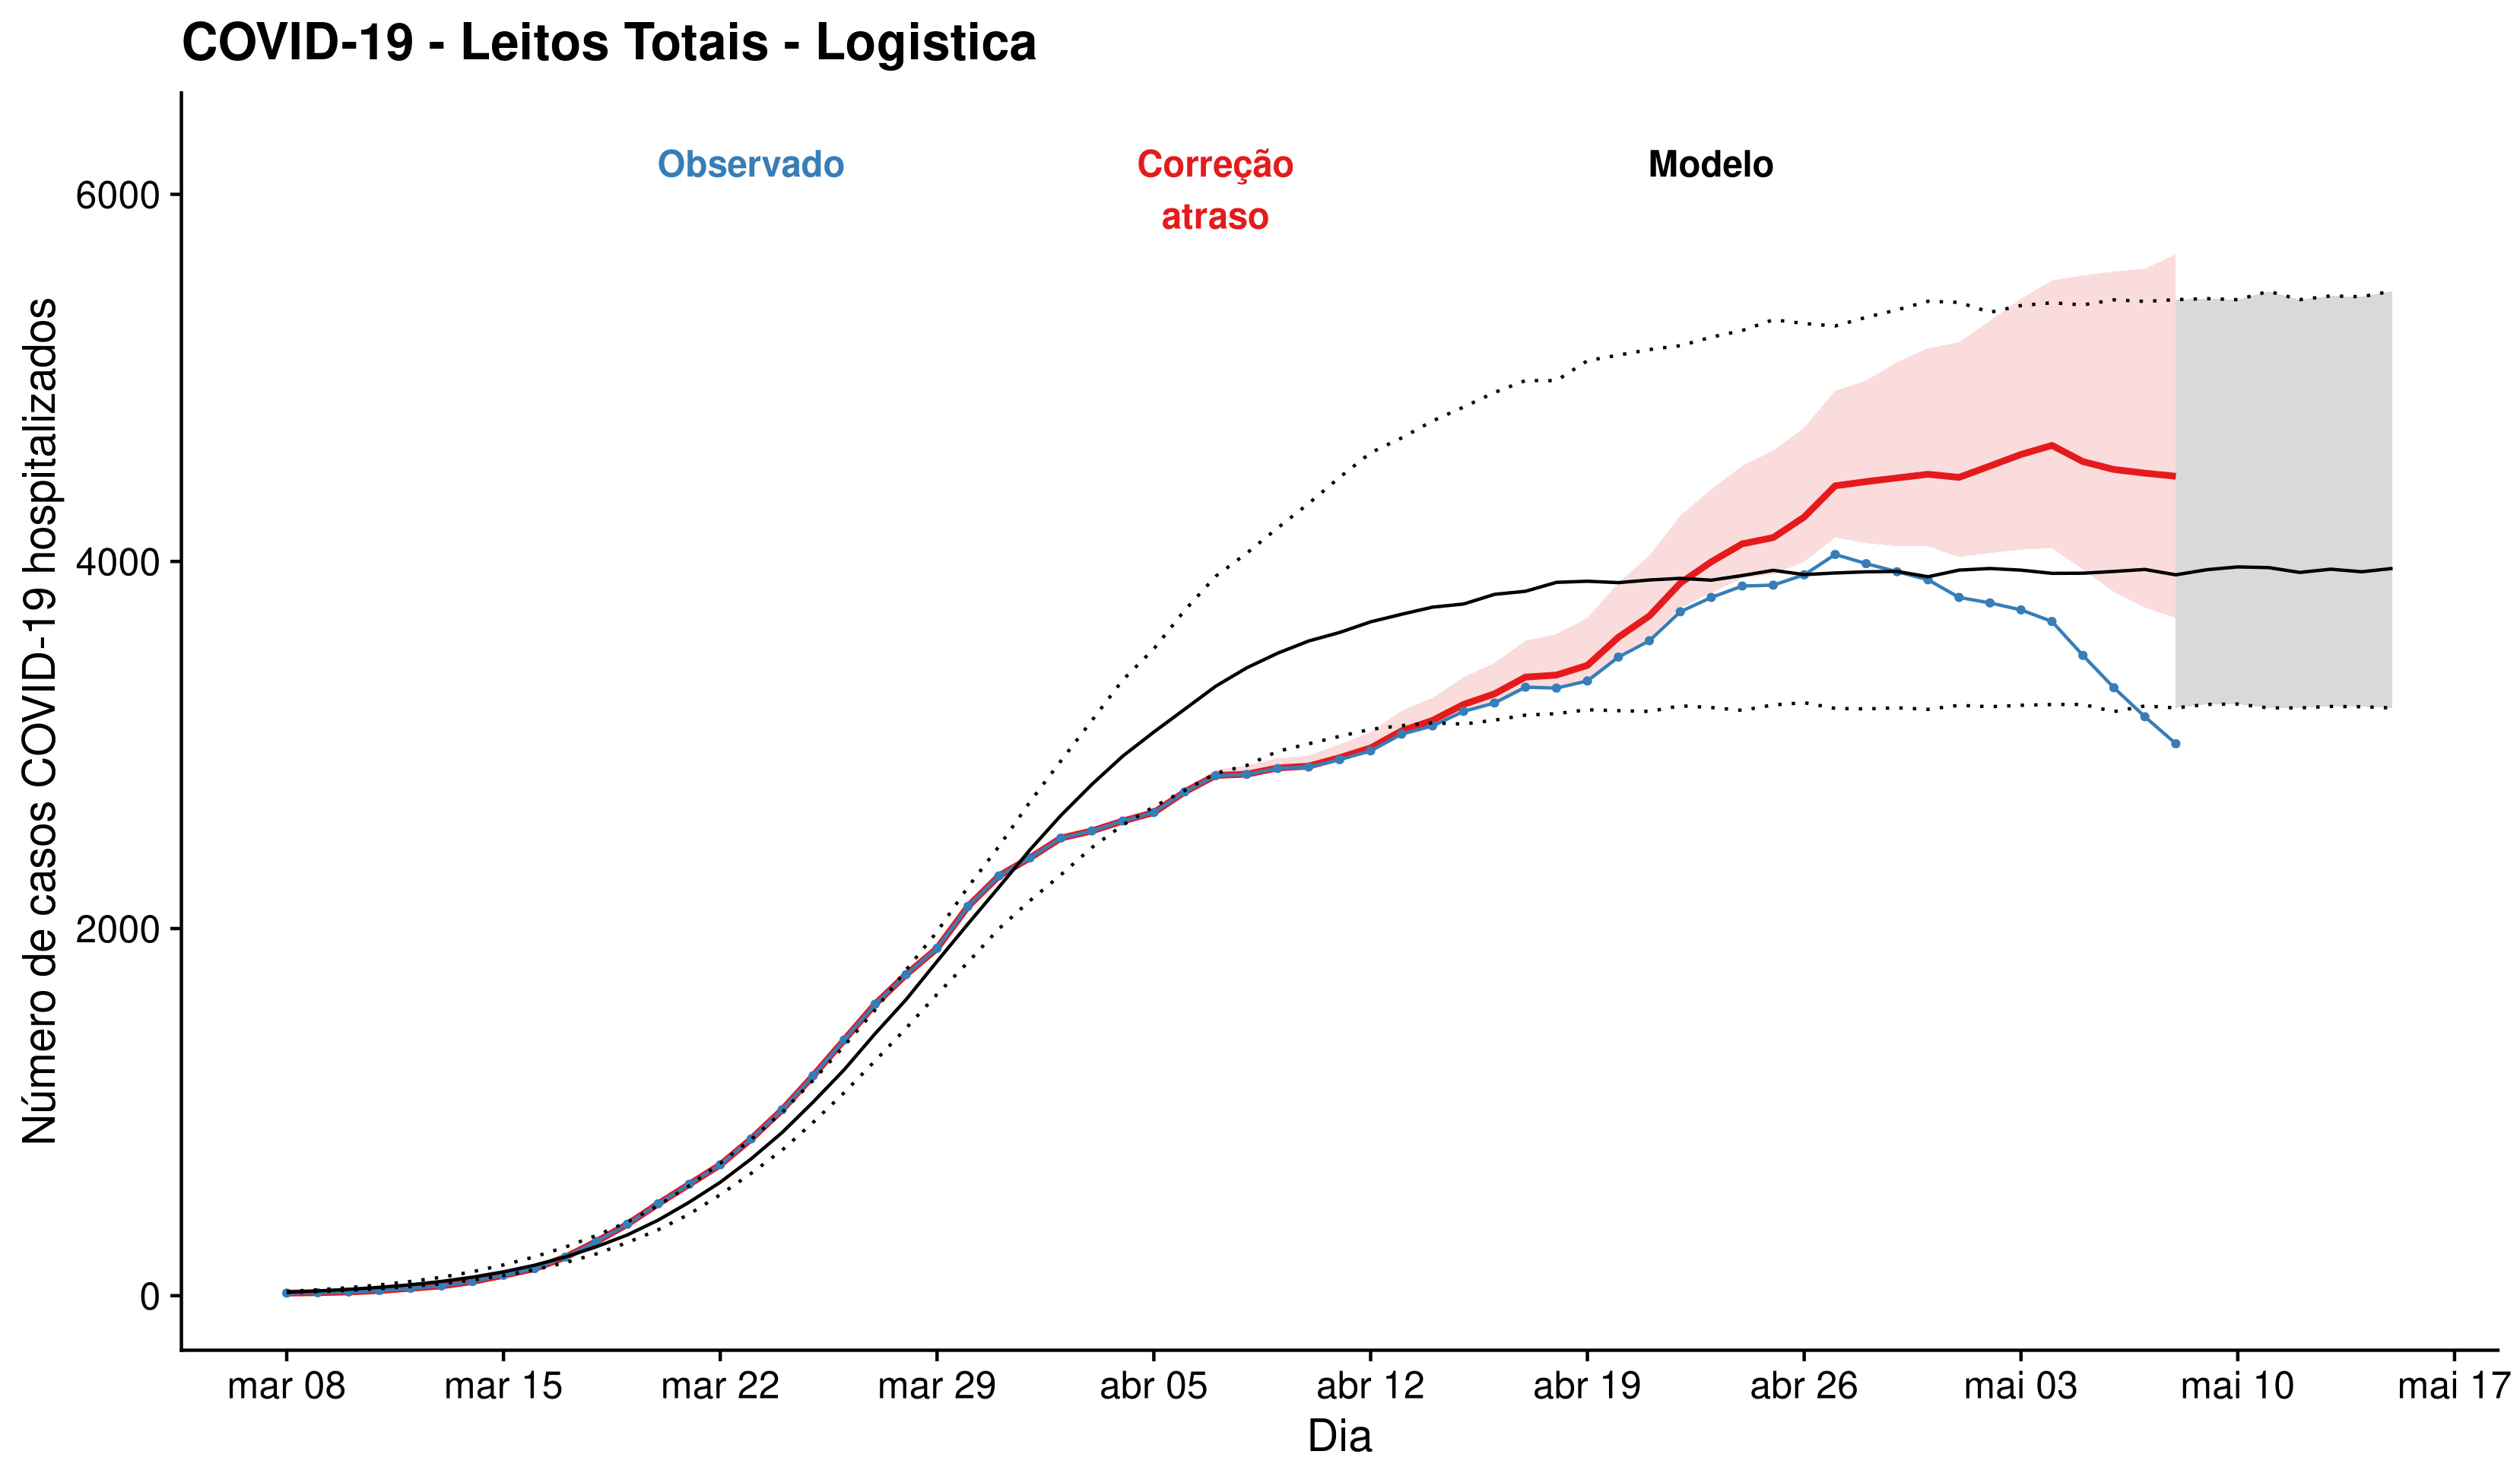 COVID-19 - Leitos Totais - Logistica
Observado
Correção
atraso
Modelo
Número de casos COVID-19 hospitalizados
6000
4000
2000
0
mar 08
mar 15
mar 22
mar 29
abr 05
abr 12
abr 19
abr 26
mai 03
mai 10
mai 17
Dia